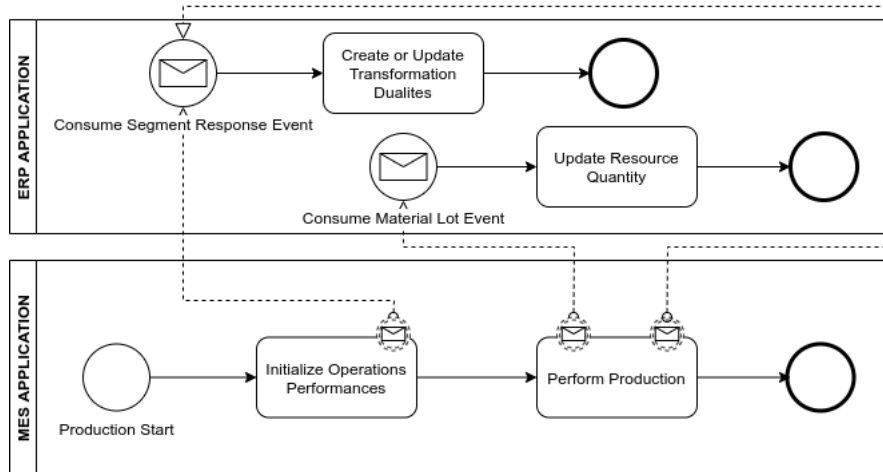 ERP APPLICATION
Create or Update
Transformation
Dualites
Consume Segment Response Event
Update Resource
Quantity
Consume Material Lot Event
MES APPLICATION
Initialize Operations
Performances
Perform Production
Production Start